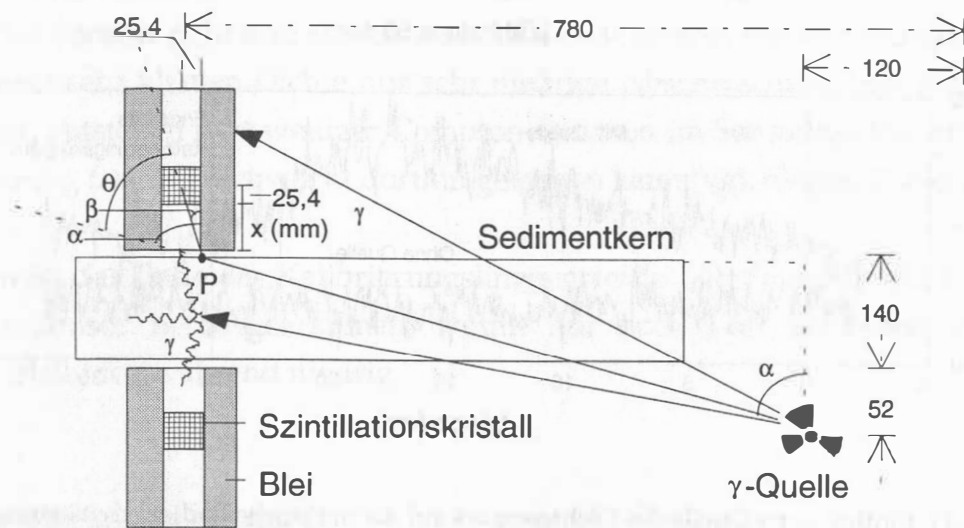 25,4
780
120
θ
β
α
25,4
x (mm)
γ
Sedimentkern
P
γ
140
α
52
Szintillationskristall
Blei
γ-Quelle